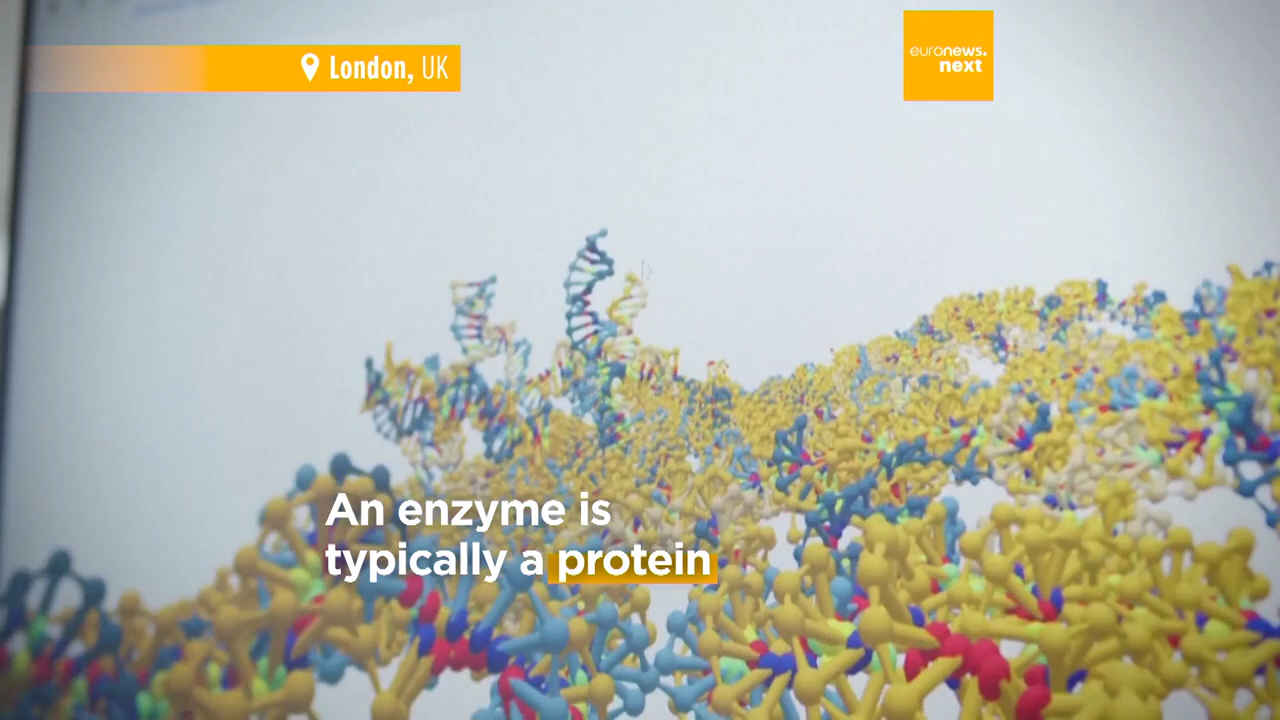 London, UK
euronews.
next
An enzyme is
typically a protein